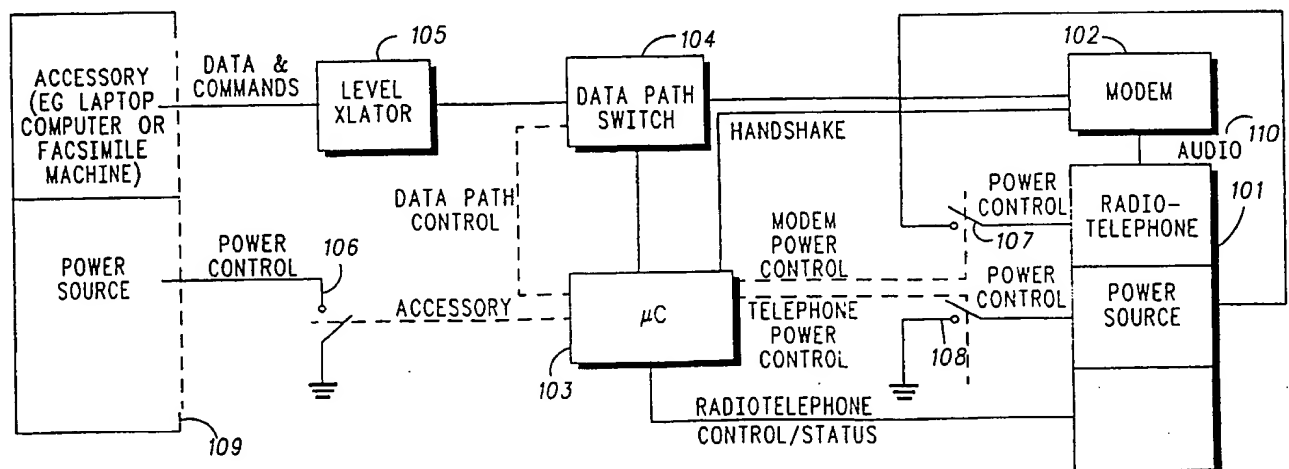 ACCESSORY
(EG LAPTOP
COMPUTER OR
FACSIMILE
MACHINE)
DATA &
COMMANDS
105
LEVEL
XLATOR
104
DATA PATH
SWITCH
HANDSHAKE
102
MODEM
AUDIO
110
DATA PATH
CONTROL
POWER
CONTROL
107
RADIO-
TELEPHONE
101
POWER
SOURCE
POWER
CONTROL
106
ACCESSORY
103
μC
MODEM
POWER
CONTROL
TELEPHONE
POWER
CONTROL
108
POWER
CONTROL
POWER
SOURCE
109
RADIOTELEPHONE
CONTROL/STATUS